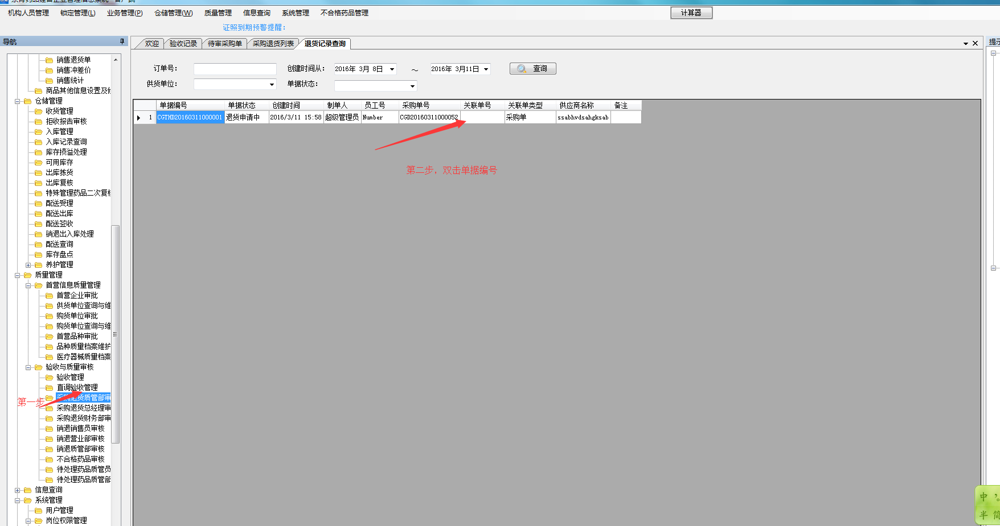 机构人员管理 锁定管理(L) 业务管理(P) 仓储管理(W) 质量管理 信息查询 系统管理 不合格药品管理 计算器
证照到期预警提醒：
导航
欢迎 验收记录 待审采购单 采购退货列表 退货记录查询
提示
订单号： 创建时间从： 2016年 3月 8日 ～ 2016年 3月11日 查询
供货单位： 单据状态：
单据编号 单据状态 创建时间 制单人 员工号 采购单号 关联单号 关联单类型 供应商名称 备注
1 CGTHD20160311000001 退货申请中 2016/3/11 15:58 超级管理员 Number CGD20160311000052 采购单 ssabhvdsahgksab
第二步，双击单据编号
销售退货单
销售冲差价
销售统计
商品其他信息设置及
仓储管理
收货管理
拒收报告审核
入库管理
入库记录查询
库存损溢处理
可用库存
出库拣货
出库复核
特殊管理药品二次复
配送受理
配送出库
配送签收
销退出入库处理
配送查询
库存盘点
养护管理
质量管理
首营信息质量管理
首营企业审批
供货单位查询与维
购货单位审批
购货单位查询与维
首营品种审批
品种质量档案维护
医疗器械质量档案
验收与质量审核
验收管理
直调验收管理
采购退货质管部审
第一步
采购退货总经理审
采购退货财务部审
销退销售员审核
销退营业部审核
销退质管部审核
不合格药品审核
待处理药品质管员
待处理药品质管部
信息查询
系统管理
用户管理
岗位权限管理
中
半 简